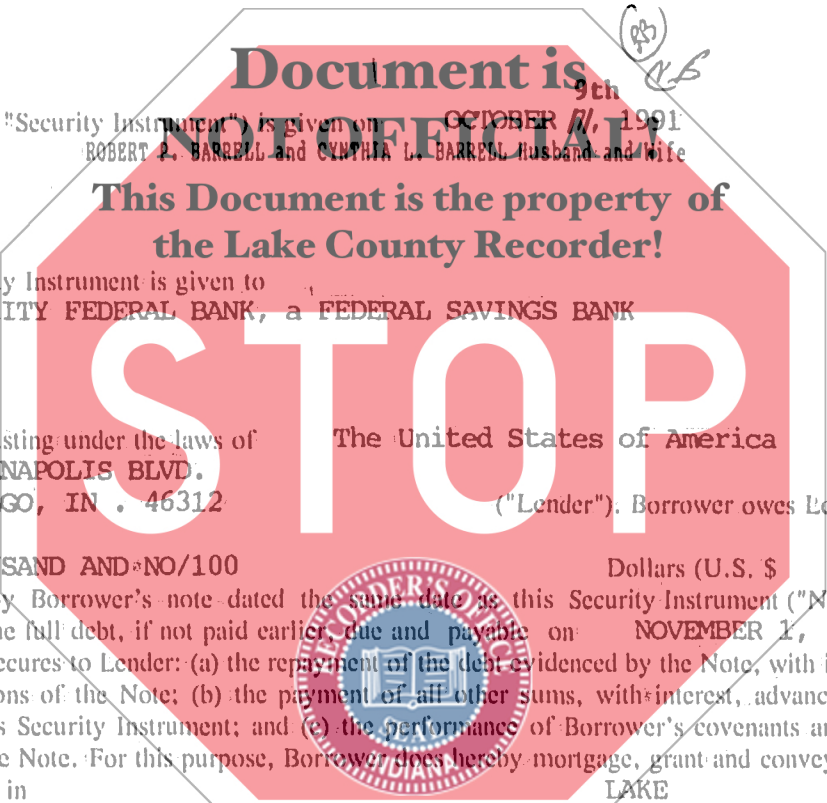 Document is
9th
"Security Instrument") is given on OCTOBER 1991
NOT OFFICIAL!
ROBERT P. BARRELL and CYNTHIA L. BARRELL Husband and Wife
This Document is the property of
the Lake County Recorder!
y Instrument is given to
ITY FEDERAL BANK, a FEDERAL SAVINGS BANK
STOP
sting under the laws of The United States of America
NAPOLIS BLVD.
GO, IN . 46312 ("Lender"). Borrower owes Le
SAND AND NO/100 Dollars (U.S. $
y Borrower's note dated the same date as this Security Instrument ("N
e full debt, if not paid earlier, due and payable on NOVEMBER 1,
ecures to Lender: (a) the repayment of the debt evidenced by the Note, with i
ons of the Note; (b) the payment of all other sums, with interest, advanc
s Security Instrument; and (c) the performance of Borrower's covenants a
e Note. For this purpose, Borrower does hereby mortgage, grant and convey
in LAKE
RECORDER'S OFFICE
SEAL
INDIANA